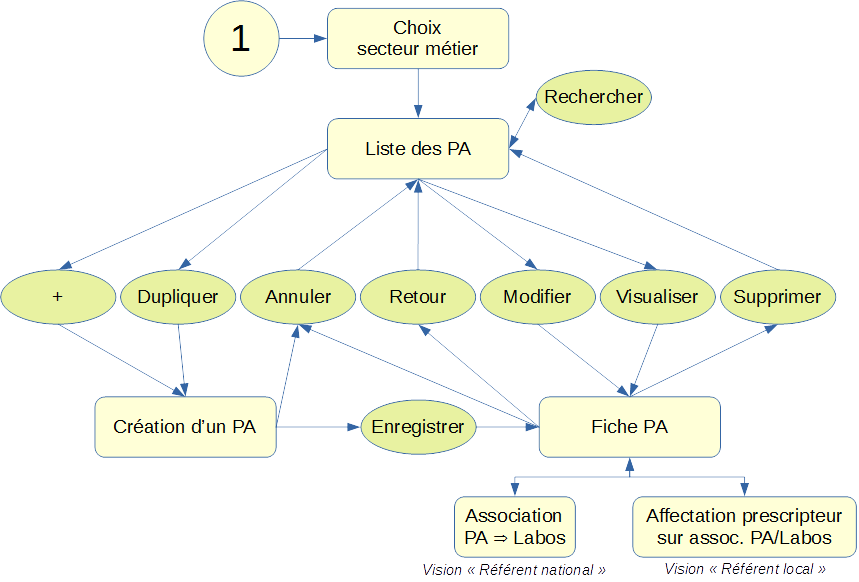 1
Choix
secteur métier
Rechercher
Liste des PA
+
Dupliquer
Annuler
Retour
Modifier
Visualiser
Supprimer
Création d'un PA
Enregistrer
Fiche PA
Association
PA ⇒ Labos
Affectation prescripteur
sur assoc. PA/Labos
Vision « Référent national »
Vision « Référent local »